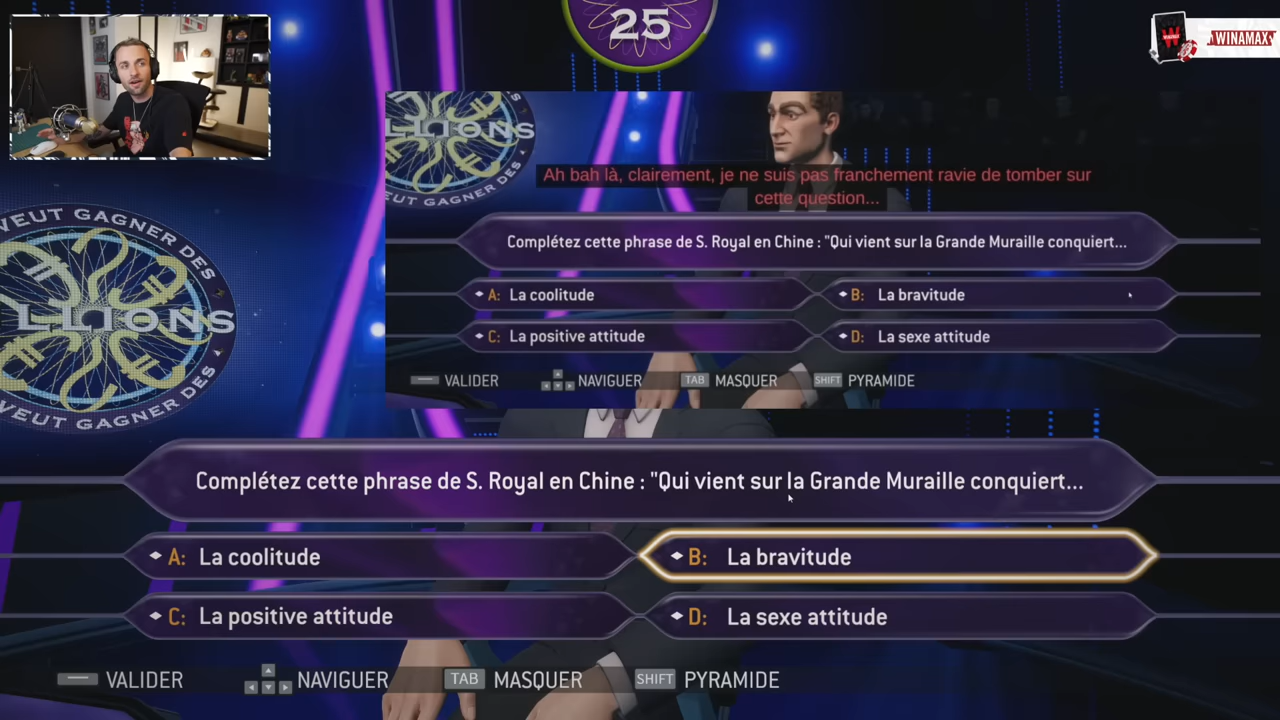 25
WINAMAX
LLIONS
GAGNER DES
Ah bah là, clairement, je ne suis pas franchement ravie de tomber sur
cette question...
Complétez cette phrase de S. Royal en Chine : "Qui vient sur la Grande Muraille conquiert...
A: La coolitude
B: La bravitude
C: La positive attitude
D: La sexe attitude
VALIDER
NAVIGUER
TAB MASQUER
SHIFT PYRAMIDE
VEUT GAGNER DES
LLIONS
VEUT GAGNER DES
Complétez cette phrase de S. Royal en Chine : "Qui vient sur la Grande Muraille conquiert...
A: La coolitude
B: La bravitude
C: La positive attitude
D: La sexe attitude
VALIDER
NAVIGUER
TAB MASQUER
SHIFT PYRAMIDE